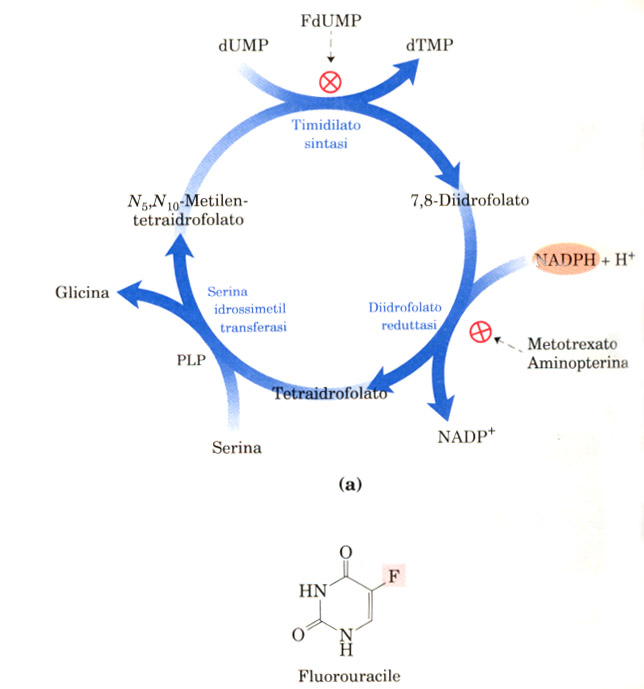 FdUMP
dUMP
dTMP
Timidilato
sintasi
N5,N10-Metilen-
tetraidrofolato
7,8-Diidrofolato
NADPH + H+
Glicina
Serina
idrossimetil
transferasi
Diidrofolato
reduttasi
Metotrexato
Aminopterina
PLP
Tetraidrofolato
NADP+
Serina
(a)
O
F
HN
O
N
H
Fluorouracile